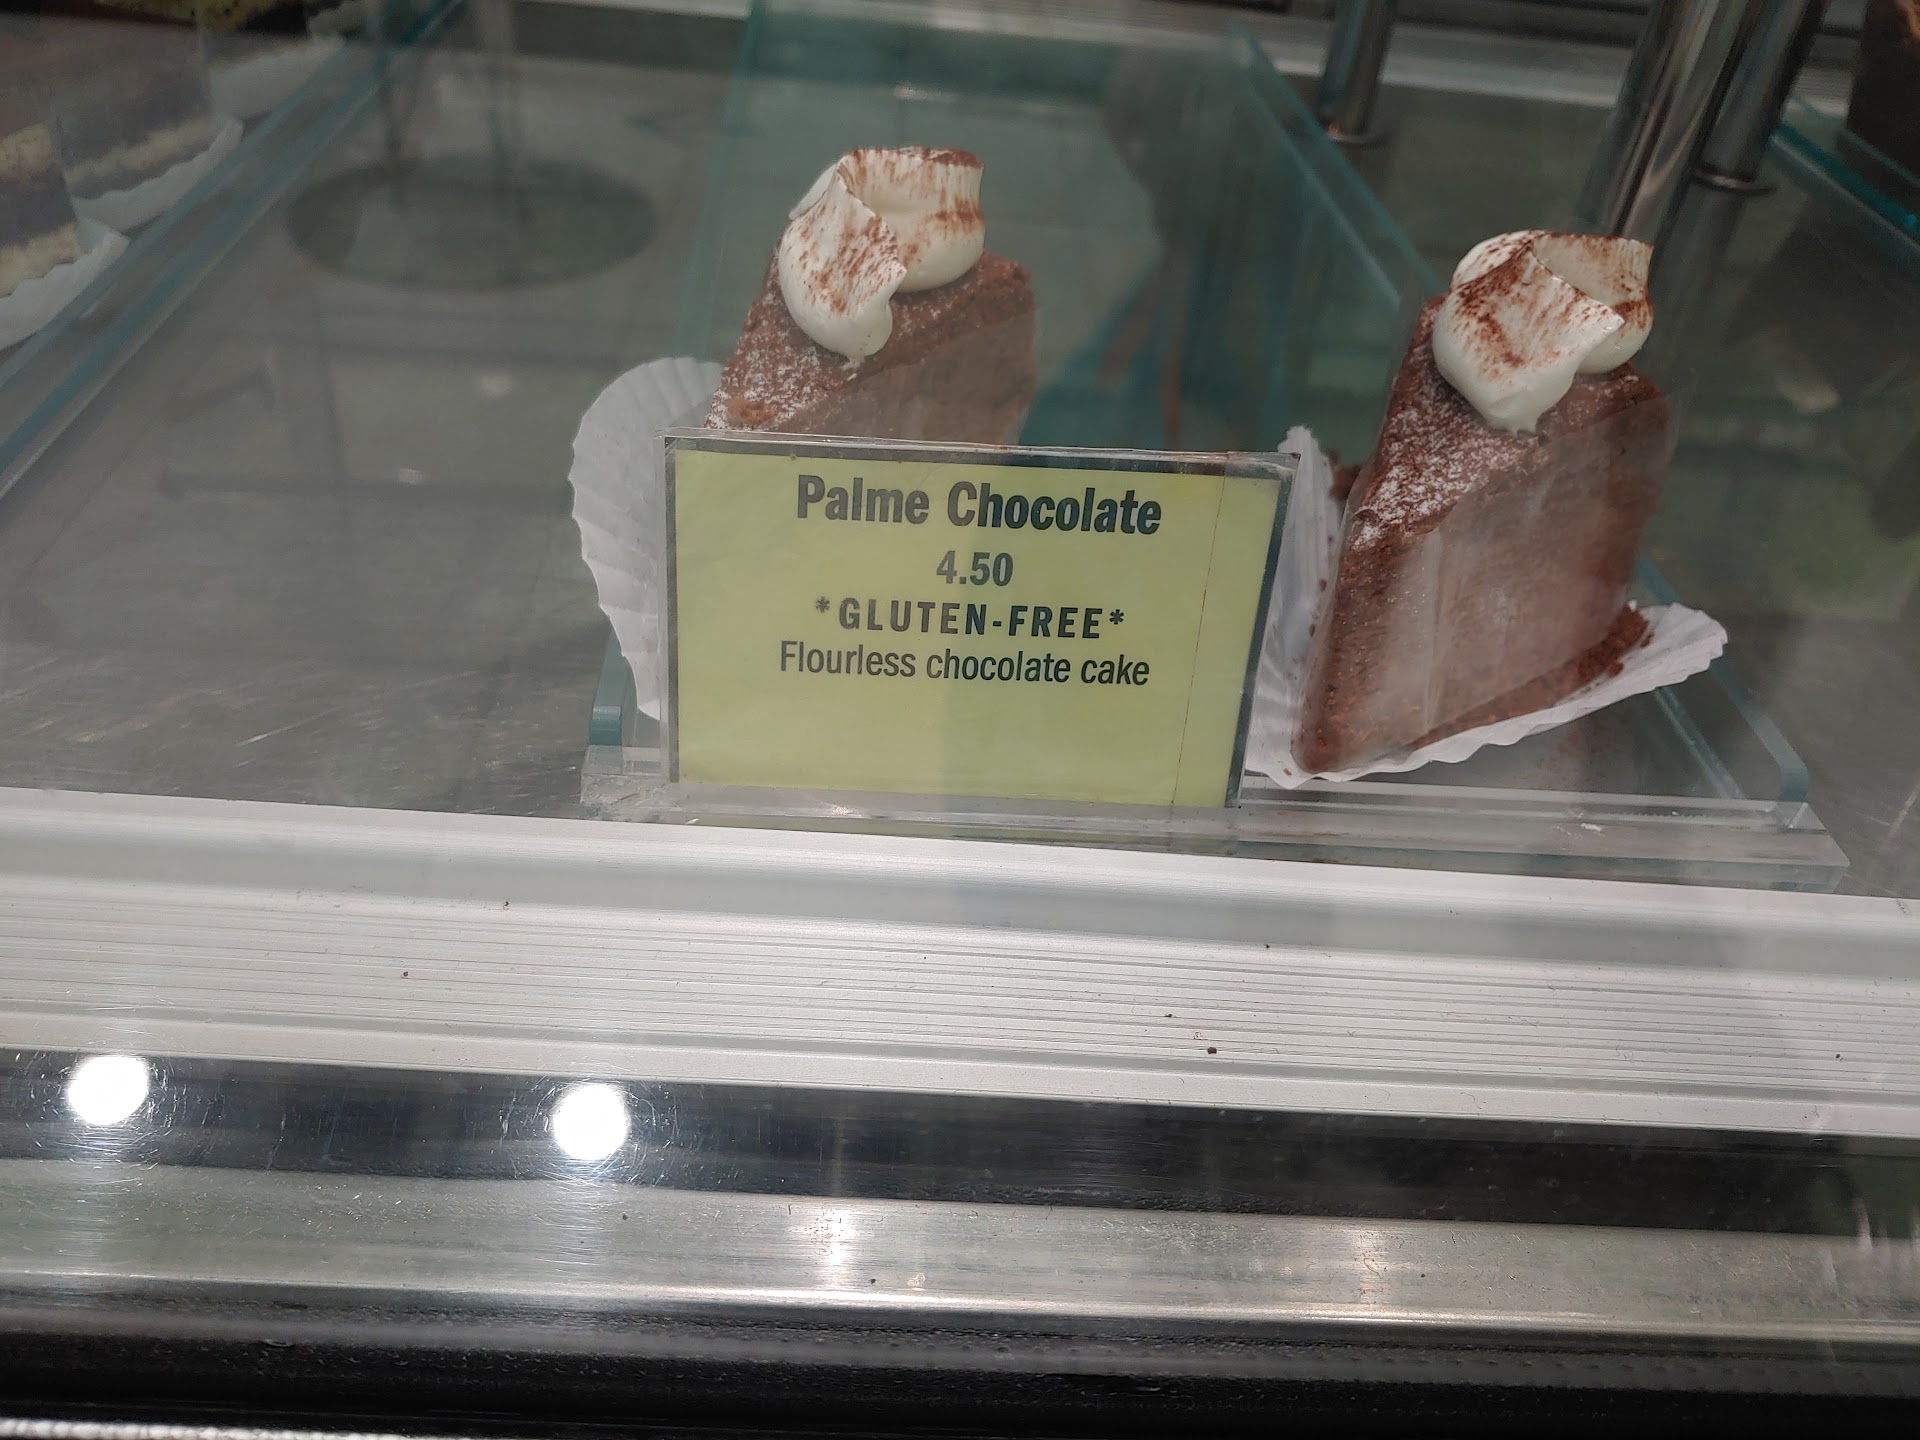 Palme Chocolate
4.50
*GLUTEN-FREE*
Flourless chocolate cake